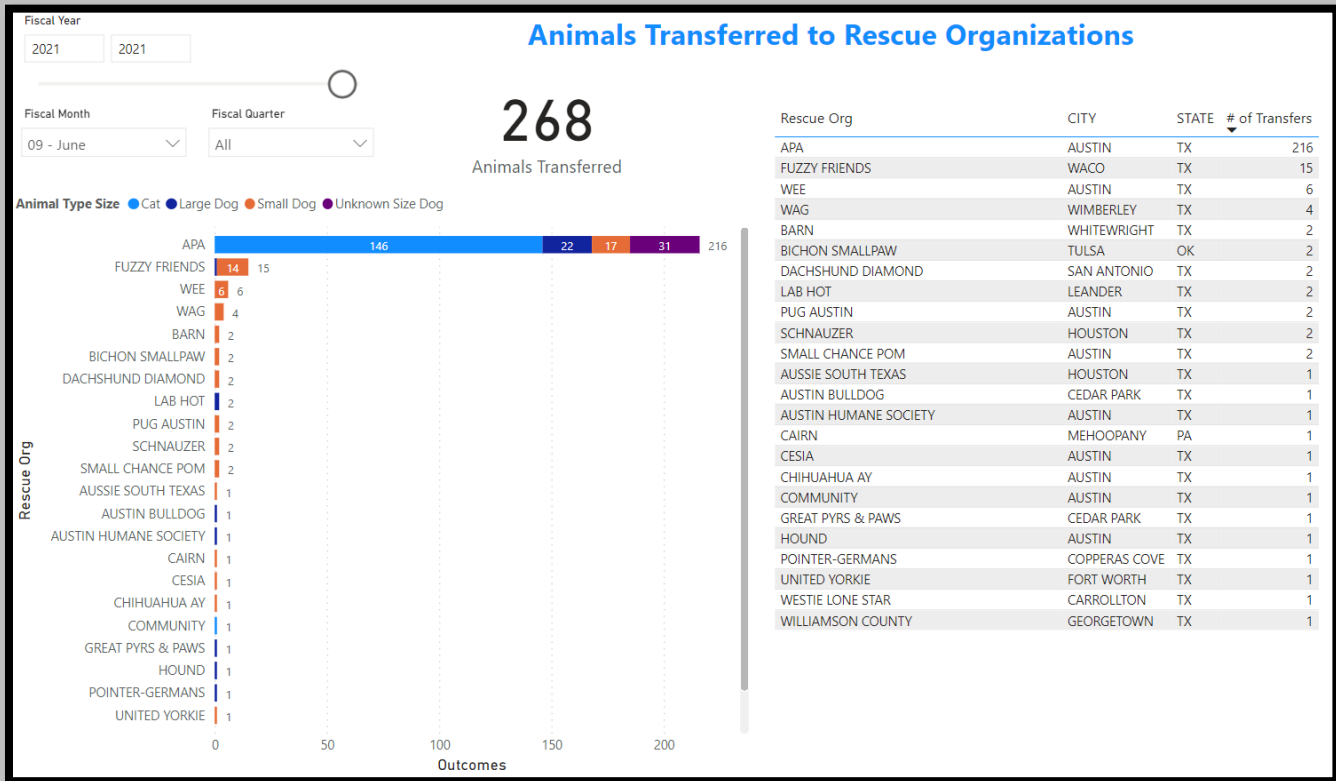 Fiscal Year
2021 2021
Animals Transferred to Rescue Organizations
Fiscal Month Fiscal Quarter
09 - June All
268
Animals Transferred
Animal Type Size Cat Large Dog Small Dog Unknown Size Dog
Rescue Org
APA 146 22 17 31 216
FUZZY FRIENDS 14 15
WEE 6 6
WAG 4
BARN 2
BICHON SMALLPAW 2
DACHSHUND DIAMOND 2
LAB HOT 2
PUG AUSTIN 2
SCHNAUZER 2
SMALL CHANCE POM 2
AUSSIE SOUTH TEXAS 1
AUSTIN BULLDOG 1
AUSTIN HUMANE SOCIETY 1
CAIRN 1
CESIA 1
CHIHUAHUA AY 1
COMMUNITY 1
GREAT PYRS & PAWS 1
HOUND 1
POINTER-GERMANS 1
UNITED YORKIE 1
0 50 100 150 200
Outcomes
Rescue Org CITY STATE # of Transfers
APA AUSTIN TX 216
FUZZY FRIENDS WACO TX 15
WEE AUSTIN TX 6
WAG WIMBERLEY TX 4
BARN WHITEWRIGHT TX 2
BICHON SMALLPAW TULSA OK 2
DACHSHUND DIAMOND SAN ANTONIO TX 2
LAB HOT LEANDER TX 2
PUG AUSTIN AUSTIN TX 2
SCHNAUZER HOUSTON TX 2
SMALL CHANCE POM AUSTIN TX 2
AUSSIE SOUTH TEXAS HOUSTON TX 1
AUSTIN BULLDOG CEDAR PARK TX 1
AUSTIN HUMANE SOCIETY AUSTIN TX 1
CAIRN MEHOOPANY PA 1
CESIA AUSTIN TX 1
CHIHUAHUA AY AUSTIN TX 1
COMMUNITY AUSTIN TX 1
GREAT PYRS & PAWS CEDAR PARK TX 1
HOUND AUSTIN TX 1
POINTER-GERMANS COPPERAS COVE TX 1
UNITED YORKIE FORT WORTH TX 1
WESTIE LONE STAR CARROLLTON TX 1
WILLIAMSON COUNTY GEORGETOWN TX 1